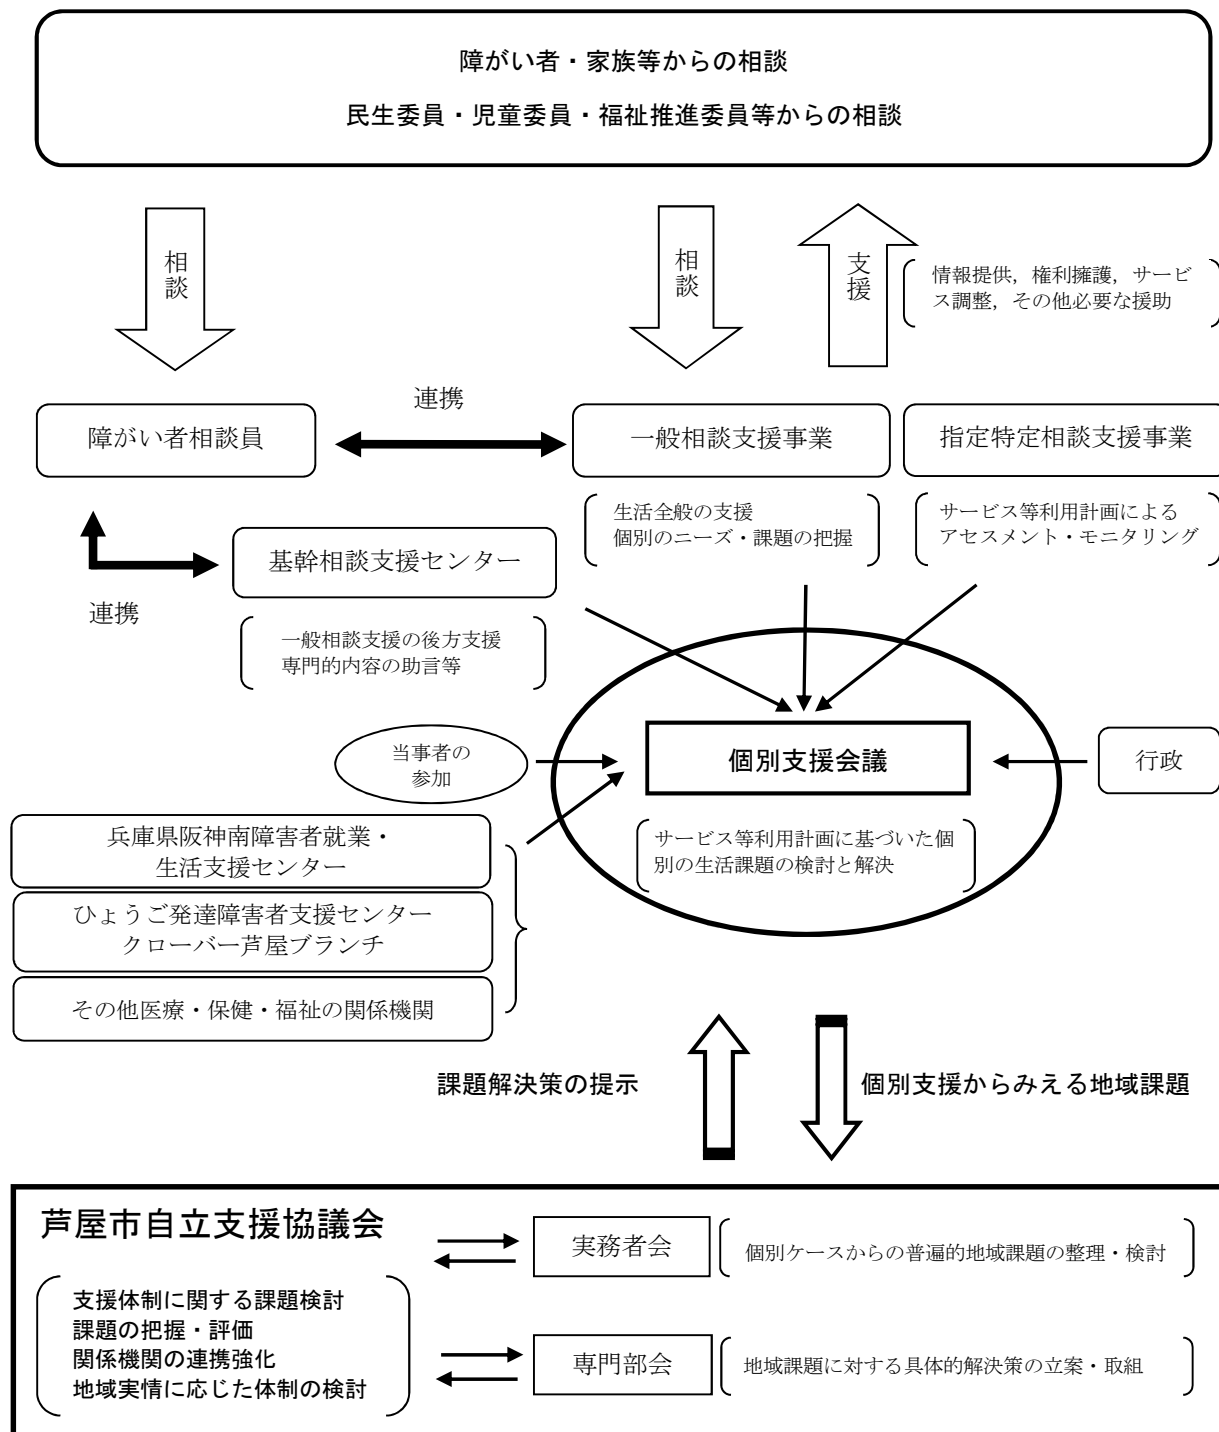 障がい者・家族等からの相談
民生委員・児童委員・福祉推進委員等からの相談
相談
相談
支援
情報提供，権利擁護，サービ
ス調整，その他必要な援助
連携
障がい者相談員
一般相談支援事業
指定特定相談支援事業
生活全般の支援
個別のニーズ・課題の把握
サービス等利用計画による
アセスメント・モニタリング
基幹相談支援センター
連携
一般相談支援の後方支援
専門的内容の助言等
当事者の
参加
個別支援会議
行政
サービス等利用計画に基づいた個
別の生活課題の検討と解決
兵庫県阪神南障害者就業・
生活支援センター
ひょうご発達障害者支援センター
クローバー芦屋ブランチ
その他医療・保健・福祉の関係機関
課題解決策の提示
個別支援からみえる地域課題
芦屋市自立支援協議会
実務者会
個別ケースからの普遍的地域課題の整理・検討
支援体制に関する課題検討
課題の把握・評価
関係機関の連携強化
地域実情に応じた体制の検討
専門部会
地域課題に対する具体的解決策の立案・取組